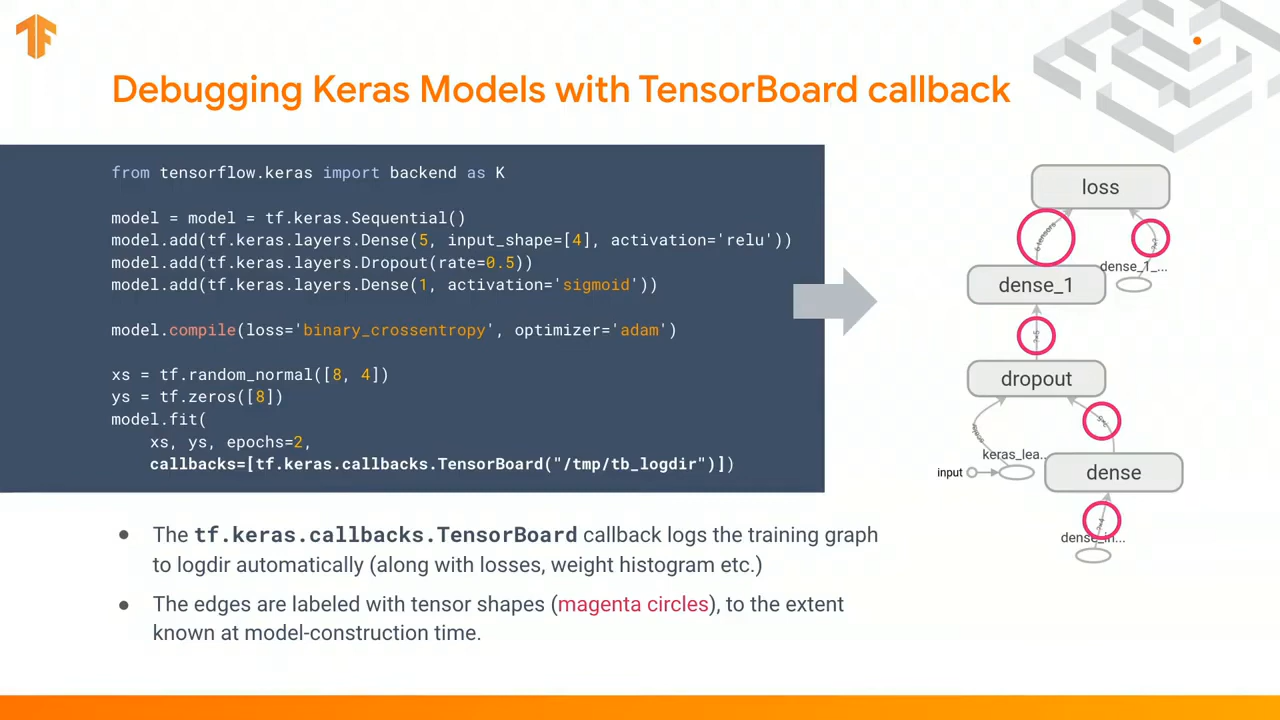 Debugging Keras Models with TensorBoard callback
from tensorflow.keras import backend as K
model = model = tf.keras.Sequential()
model.add(tf.keras.layers.Dense(5, input_shape=[4], activation='relu'))
model.add(tf.keras.layers.Dropout(rate=0.5))
model.add(tf.keras.layers.Dense(1, activation='sigmoid'))
model.compile(loss='binary_crossentropy', optimizer='adam')
xs = tf.random_normal([8, 4])
ys = tf.zeros([8])
model.fit(
xs, ys, epochs=2,
callbacks=[tf.keras.callbacks.TensorBoard("/tmp/tb_logdir")])
loss
6 tensors
dense_1_...
dense_1
dropout
keras_lea..
input
dense
dense_in...
● The tf.keras.callbacks.TensorBoard callback logs the training graph
to logdir automatically (along with losses, weight histogram etc.)
● The edges are labeled with tensor shapes (magenta circles), to the extent
known at model-construction time.